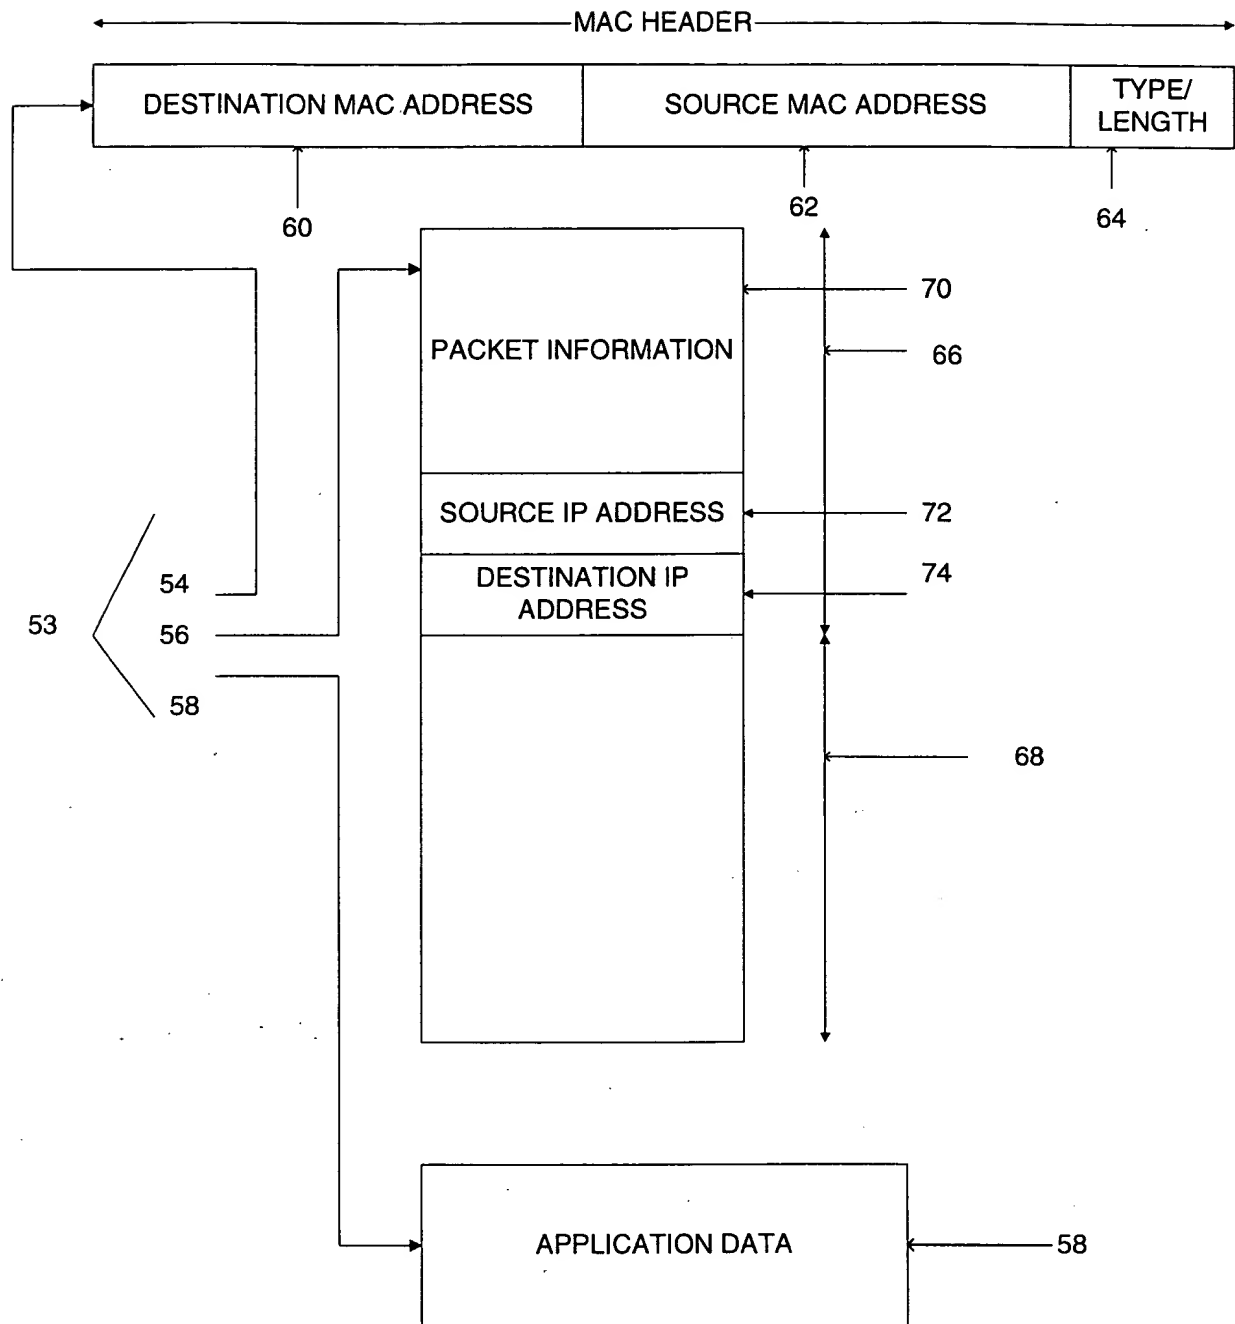 MAC HEADER
DESTINATION MAC ADDRESS
SOURCE MAC ADDRESS
TYPE/
LENGTH
60
62
64
70
PACKET INFORMATION
66
SOURCE IP ADDRESS
72
DESTINATION IP
ADDRESS
74
53
54
56
58
68
APPLICATION DATA
58